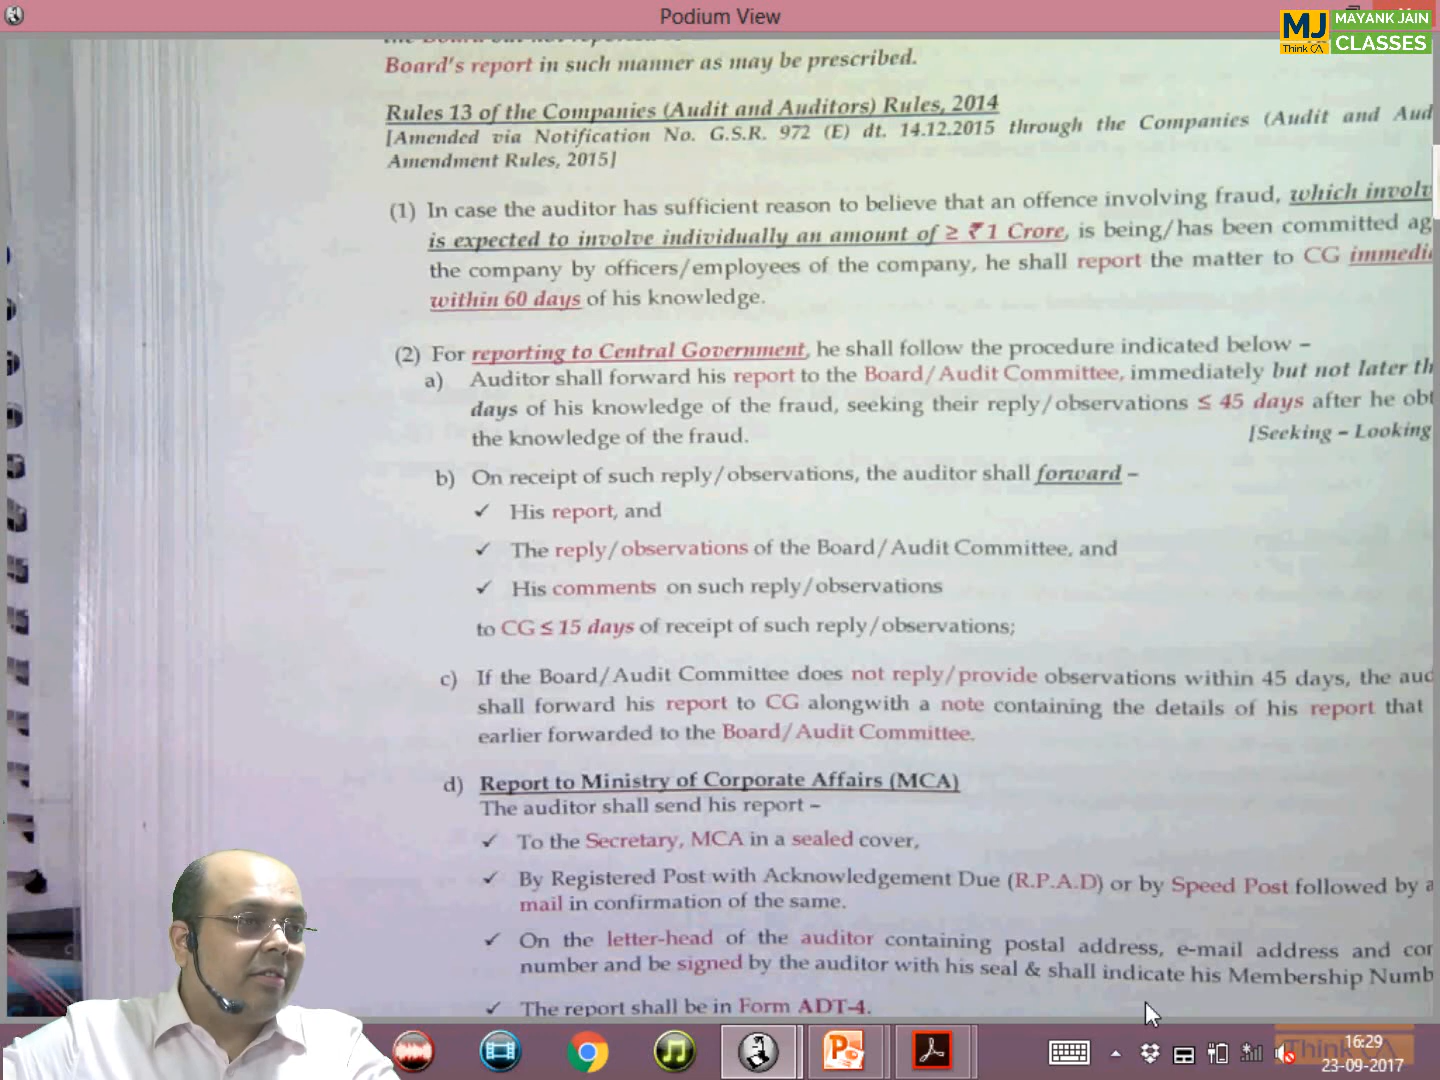 Podium View
MJ
Think CA
MAYANK JAIN
CLASSES
Board's report in such manner as may be prescribed.
Rules 13 of the Companies (Audit and Auditors) Rules, 2014
[Amended via Notification No. G.S.R. 972 (E) dt. 14.12.2015 through the Companies (Audit and Aud
Amendment Rules, 2015]
(1) In case the auditor has sufficient reason to believe that an offence involving fraud, which involv
is expected to involve individually an amount of ≥ ₹ 1 Crore, is being/has been committed ag
the company by officers/employees of the company, he shall report the matter to CG immedi
within 60 days of his knowledge.
(2) For reporting to Central Government, he shall follow the procedure indicated below –
a) Auditor shall forward his report to the Board/Audit Committee, immediately but not later th
days of his knowledge of the fraud, seeking their reply/observations ≤ 45 days after he obt
the knowledge of the fraud.
[Seeking – Looking
b) On receipt of such reply/observations, the auditor shall forward –
✓ His report, and
✓ The reply/observations of the Board/Audit Committee, and
✓ His comments on such reply/observations
to CG ≤ 15 days of receipt of such reply/observations;
c) If the Board/Audit Committee does not reply/provide observations within 45 days, the aud
shall forward his report to CG alongwith a note containing the details of his report that
earlier forwarded to the Board/Audit Committee.
d) Report to Ministry of Corporate Affairs (MCA)
The auditor shall send his report –
✓ To the Secretary, MCA in a sealed cover,
✓ By Registered Post with Acknowledgement Due (R.P.A.D) or by Speed Post followed by a
mail in confirmation of the same.
✓ On the letter-head of the auditor containing postal address, e-mail address and con
number and be signed by the auditor with his seal & shall indicate his Membership Numb
✓ The report shall be in Form ADT-4.
Think CA
16:29
23-09-2017